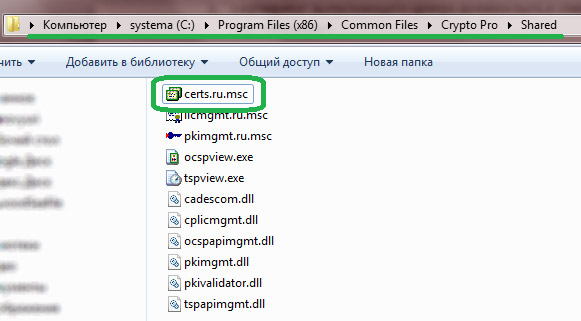 Компьютер ▸ systema (C:) ▸ Program Files (x86) ▸ Common Files ▸ Crypto Pro ▸ Shared
Добавить в библиотеку Общий доступ Новая папка
certs.ru.msc
licmgmt.ru.msc
pkimgmt.ru.msc
ocspview.exe
tspview.exe
cadescom.dll
cplicmgmt.dll
ocspapimgmt.dll
pkimgmt.dll
pkivalidator.dll
tspapimgmt.dll